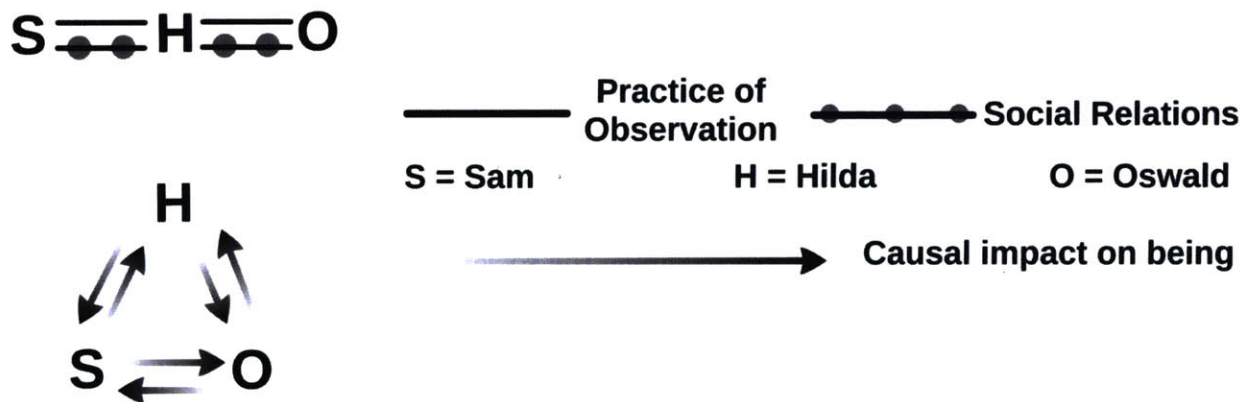 S H O
Practice of
Observation
Social Relations
S = Sam
H = Hilda
O = Oswald
H
Causal impact on being
S O